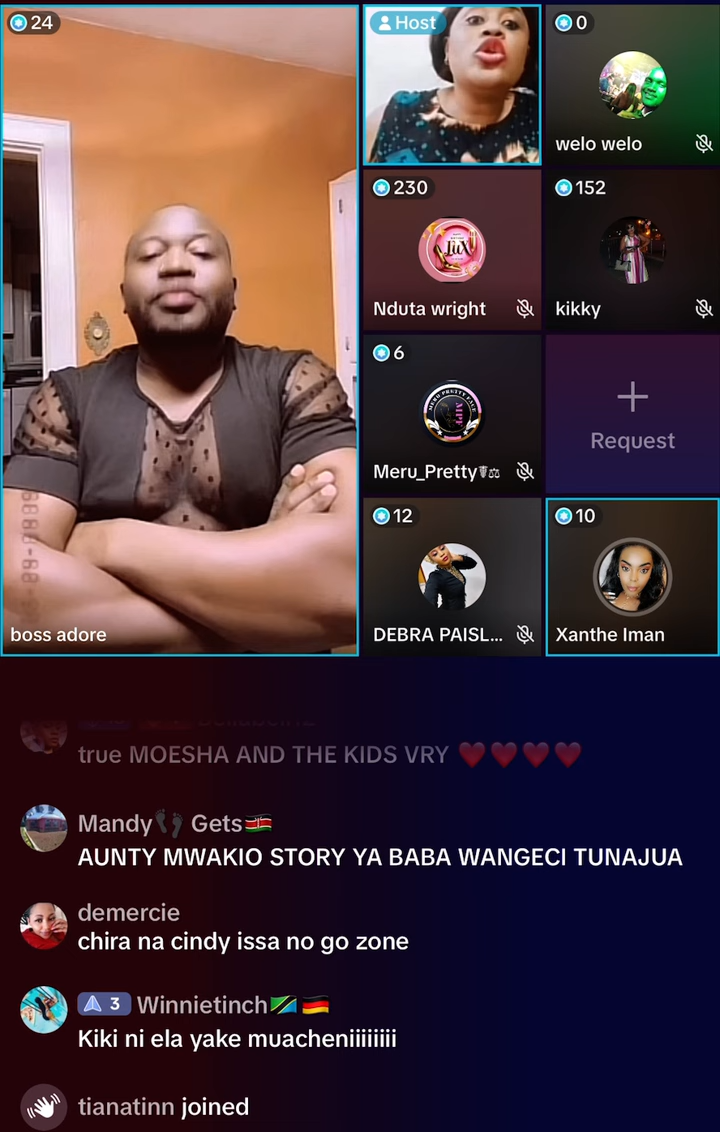 24
boss adore
Host
0
welo welo
230
Nduta wright
152
kikky
6
Meru_Pretty
Request
12
DEBRA PAISL...
10
Xanthe Iman
true MOESHA AND THE KIDS VRY ❤️❤️❤️❤️
Mandy👣 Gets🇰🇪
AUNTY MWAKIO STORY YA BABA WANGECI TUNAJUA
demercie
chira na cindy issa no go zone
3 Winnietinch🇹🇿 🇩🇪
Kiki ni ela yake muacheniiiiiiii
tianatinn joined